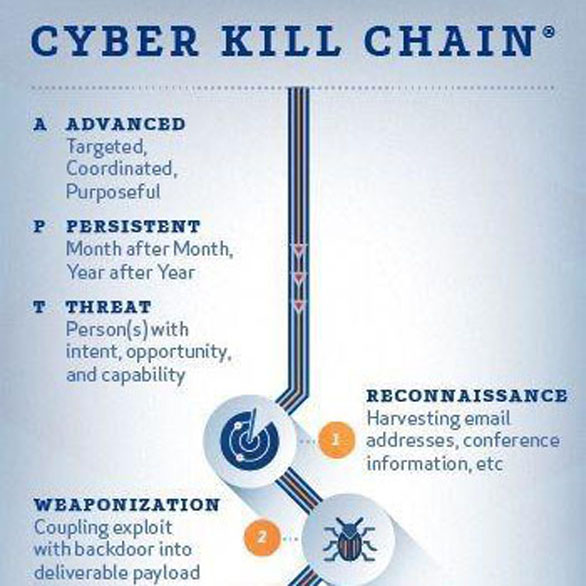 CYBER KILL CHAIN®
A ADVANCED
Targeted,
Coordinated,
Purposeful
P PERSISTENT
Month after Month,
Year after Year
T THREAT
Person(s) with
intent, opportunity,
and capability
RECONNAISSANCE
1 Harvesting email
addresses, conference
information, etc
WEAPONIZATION
Coupling exploit
with backdoor into
deliverable payload
2